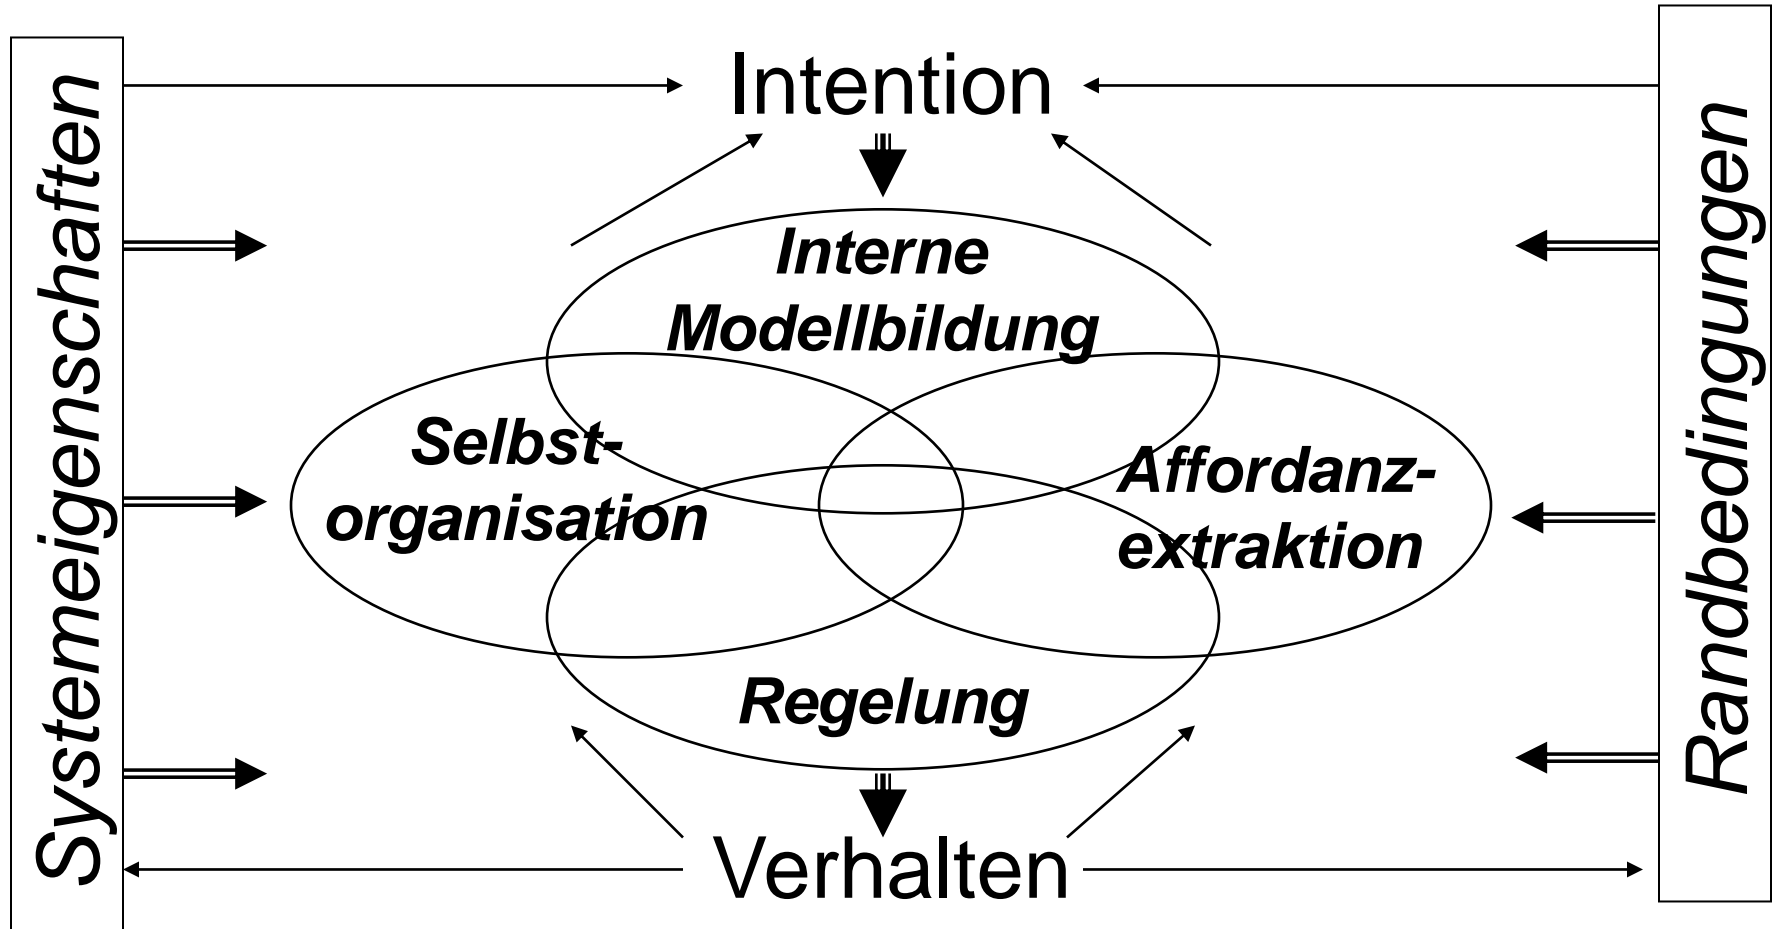 Systemeigenschaften
Intention
Interne
Modellbildung
Selbst-
organisation
Affordanz-
extraktion
Regelung
Verhalten
Randbedingungen